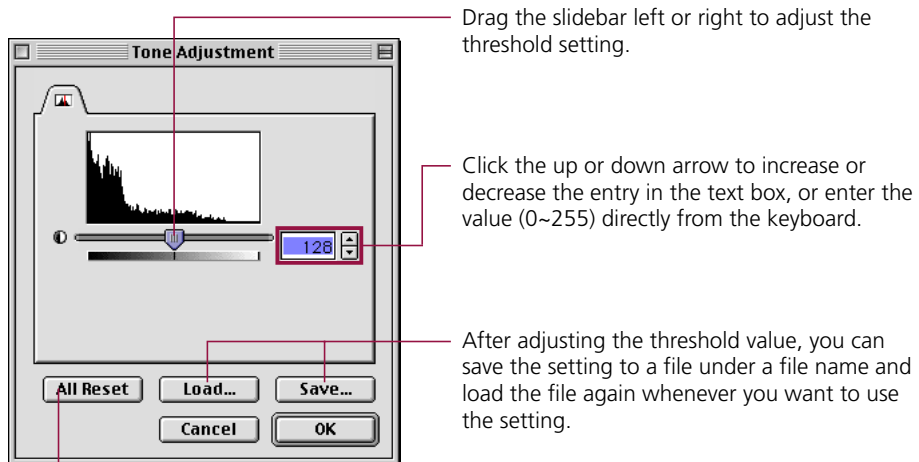 Drag the slidebar left or right to adjust the
threshold setting.
Tone Adjustment
Click the up or down arrow to increase or
decrease the entry in the text box, or enter the
value (0~255) directly from the keyboard.
128
After adjusting the threshold value, you can
save the setting to a file under a file name and
load the file again whenever you want to use
the setting.
All Reset
Load...
Save...
Cancel
OK